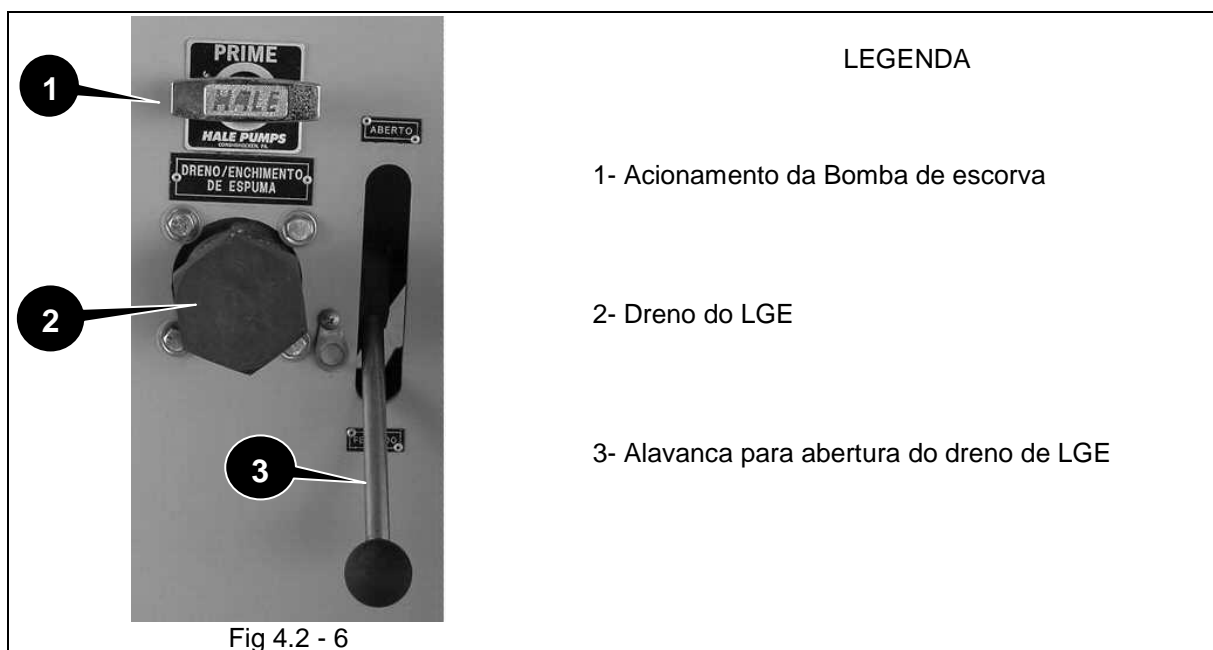 PRIME
HALE
HALE PUMPS
DRENO/ENCHIMENTO
DE ESPUMA
ABERTO
1
2
3
Fig 4.2 - 6
LEGENDA
1- Acionamento da Bomba de escorva
2- Dreno do LGE
3- Alavanca para abertura do dreno de LGE